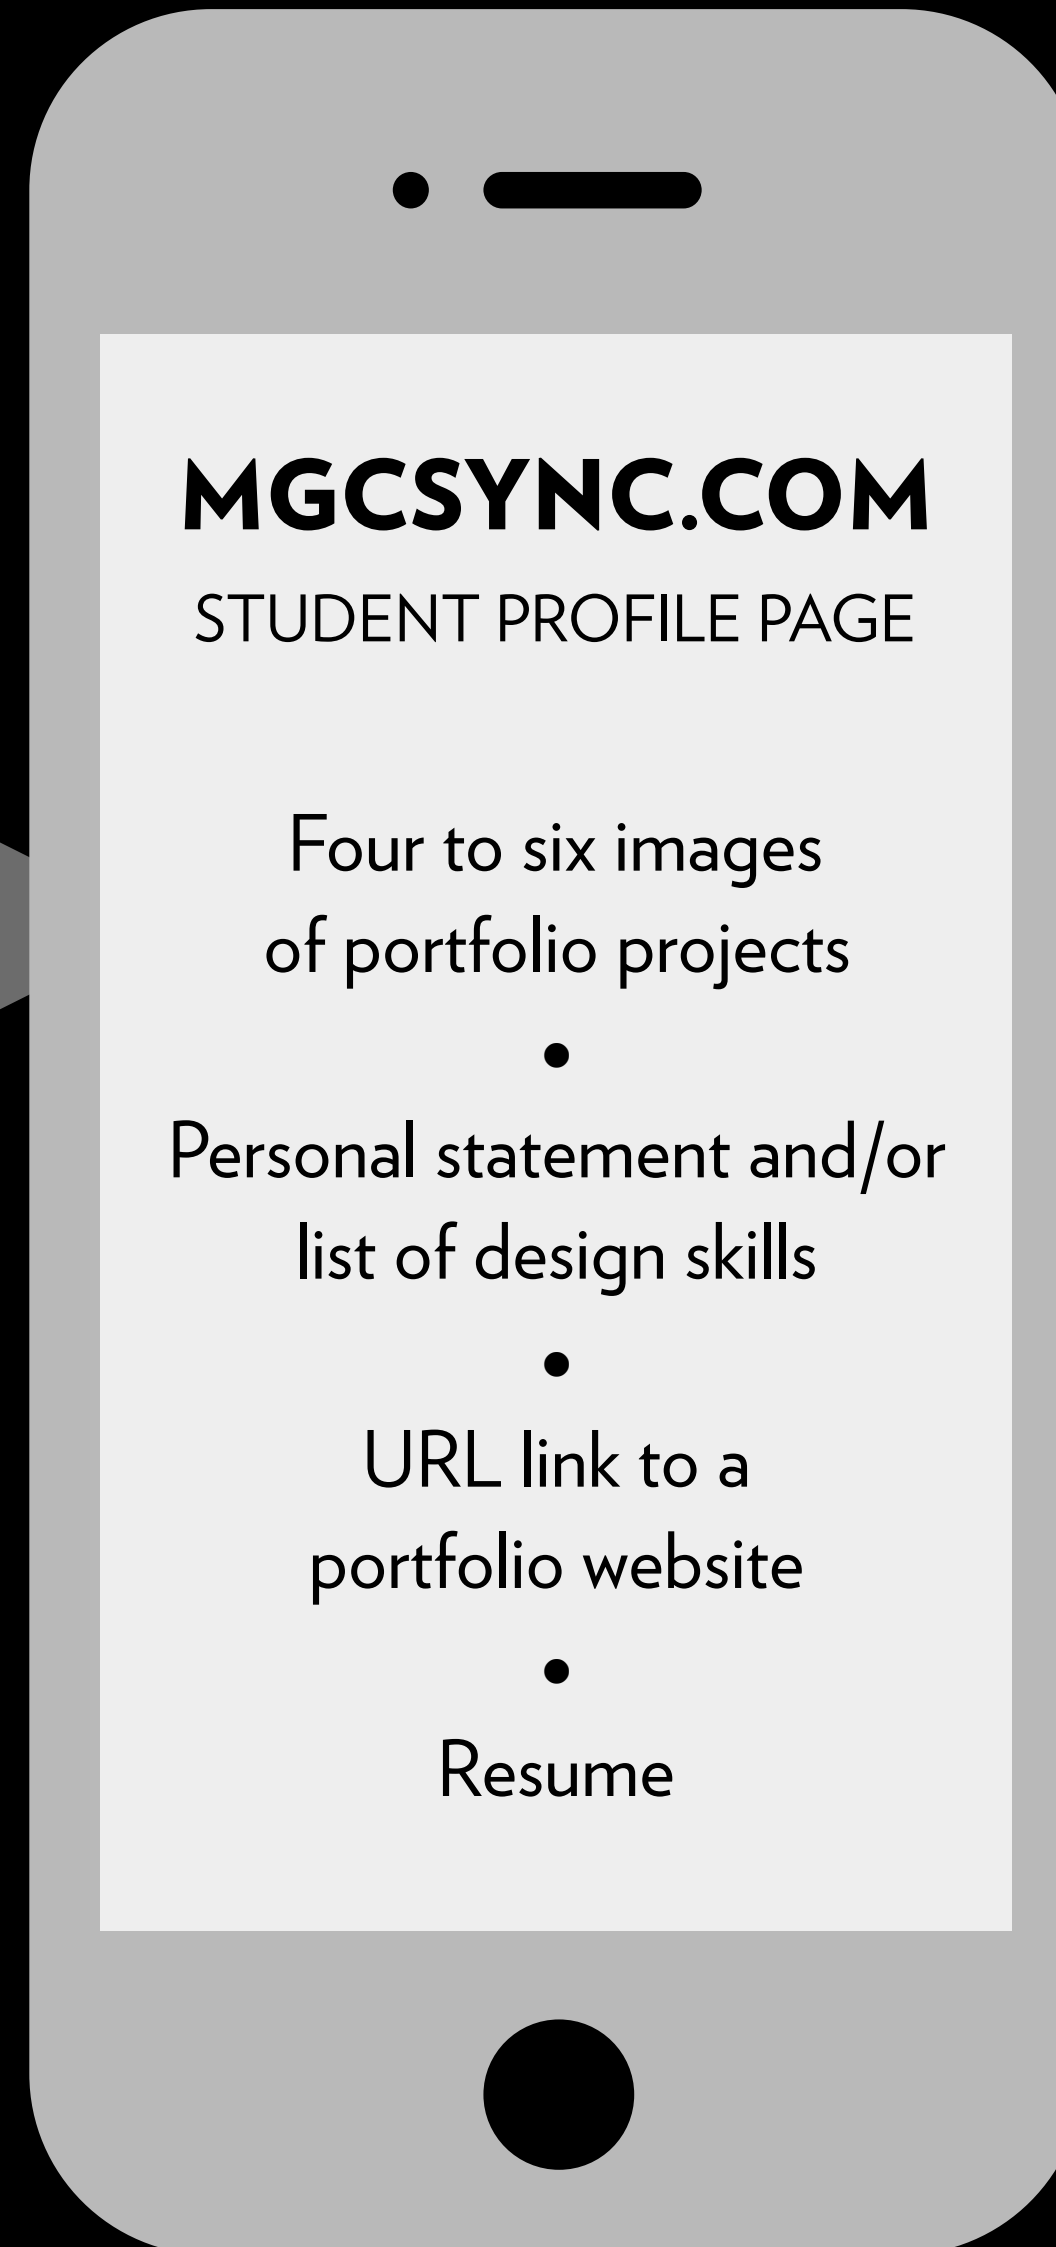 MGCSYNC.COM
STUDENT PROFILE PAGE
Four to six images
of portfolio projects
•
Personal statement and/or
list of design skills
•
URL link to a
portfolio website
•
Resume